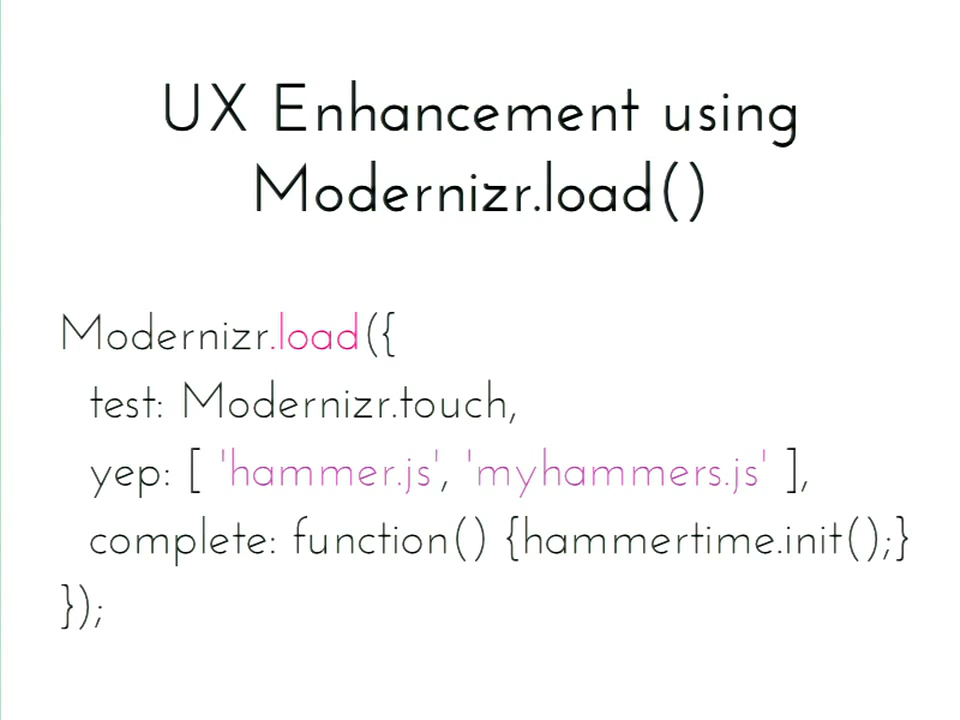 UX Enhancement using
Modernizr.load()
Modernizr.load({
test: Modernizr.touch,
yep: [ 'hammer.js', 'myhammers.js' ],
complete: function() {hammertime.init();}
});